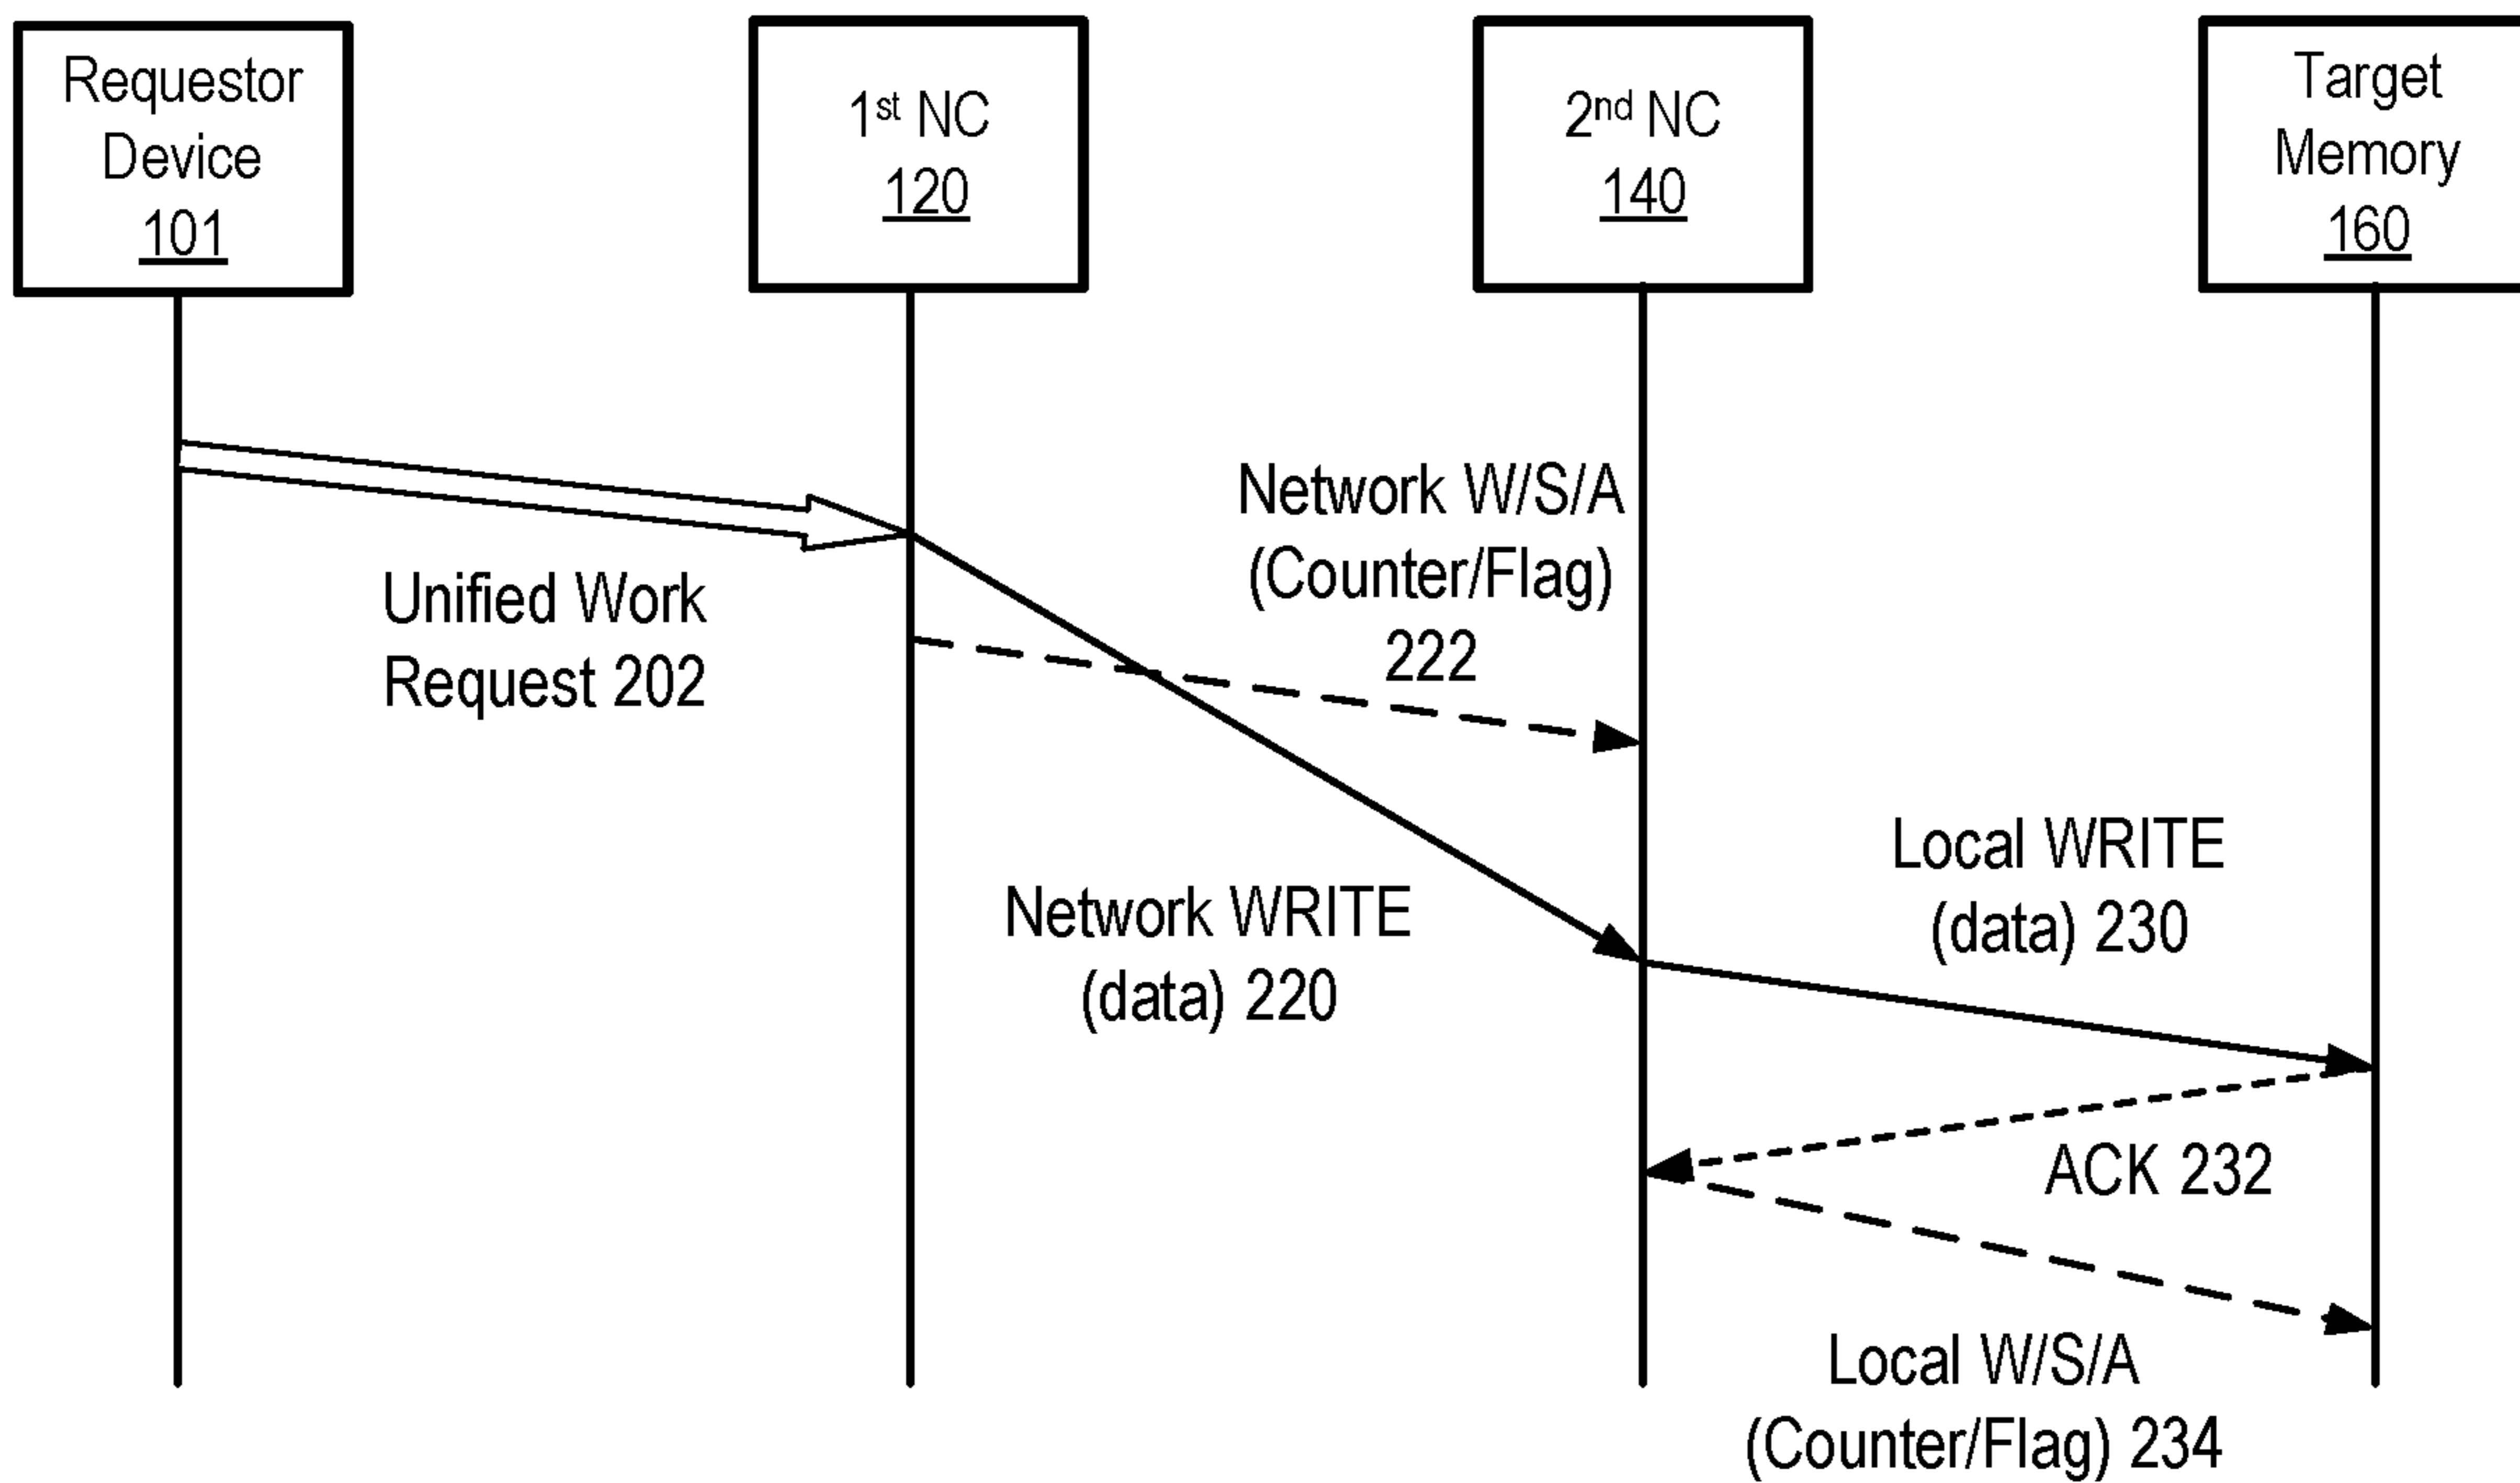 Requestor
Device
101
1st NC
120
2nd NC
140
Target
Memory
160
Unified Work
Request 202
Network W/S/A
(Counter/Flag)
222
Network WRITE
(data) 220
Local WRITE
(data) 230
ACK 232
Local W/S/A
(Counter/Flag) 234